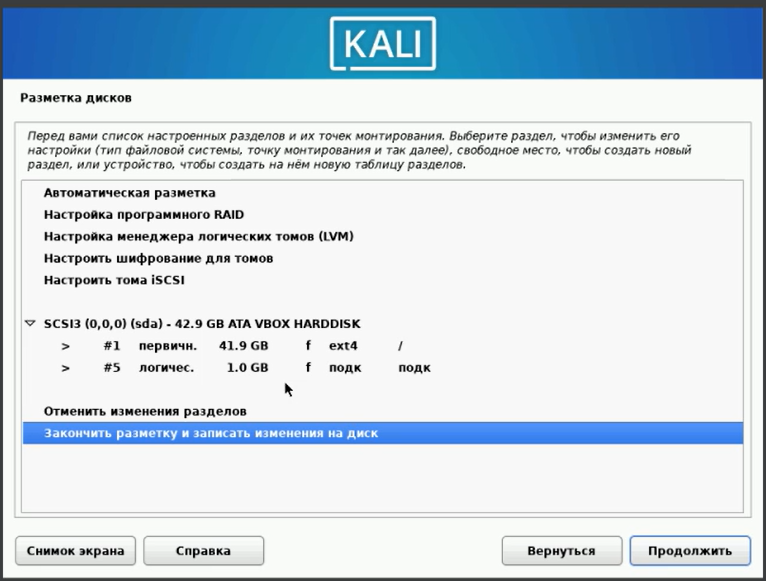 KALI
Разметка дисков
Перед вами список настроенных разделов и их точек монтирования. Выберите раздел, чтобы изменить его
настройки (тип файловой системы, точку монтирования и так далее), свободное место, чтобы создать новый
раздел, или устройство, чтобы создать на нём новую таблицу разделов.
Автоматическая разметка
Настройка программного RAID
Настройка менеджера логических томов (LVM)
Настроить шифрование для томов
Настроить тома iSCSI
SCSI3 (0,0,0) (sda) - 42.9 GB ATA VBOX HARDDISK
> #1 первичн. 41.9 GB f ext4 /
> #5 логичес. 1.0 GB f подк подк
Отменить изменения разделов
Закончить разметку и записать изменения на диск
Снимок экрана Справка Вернуться Продолжить